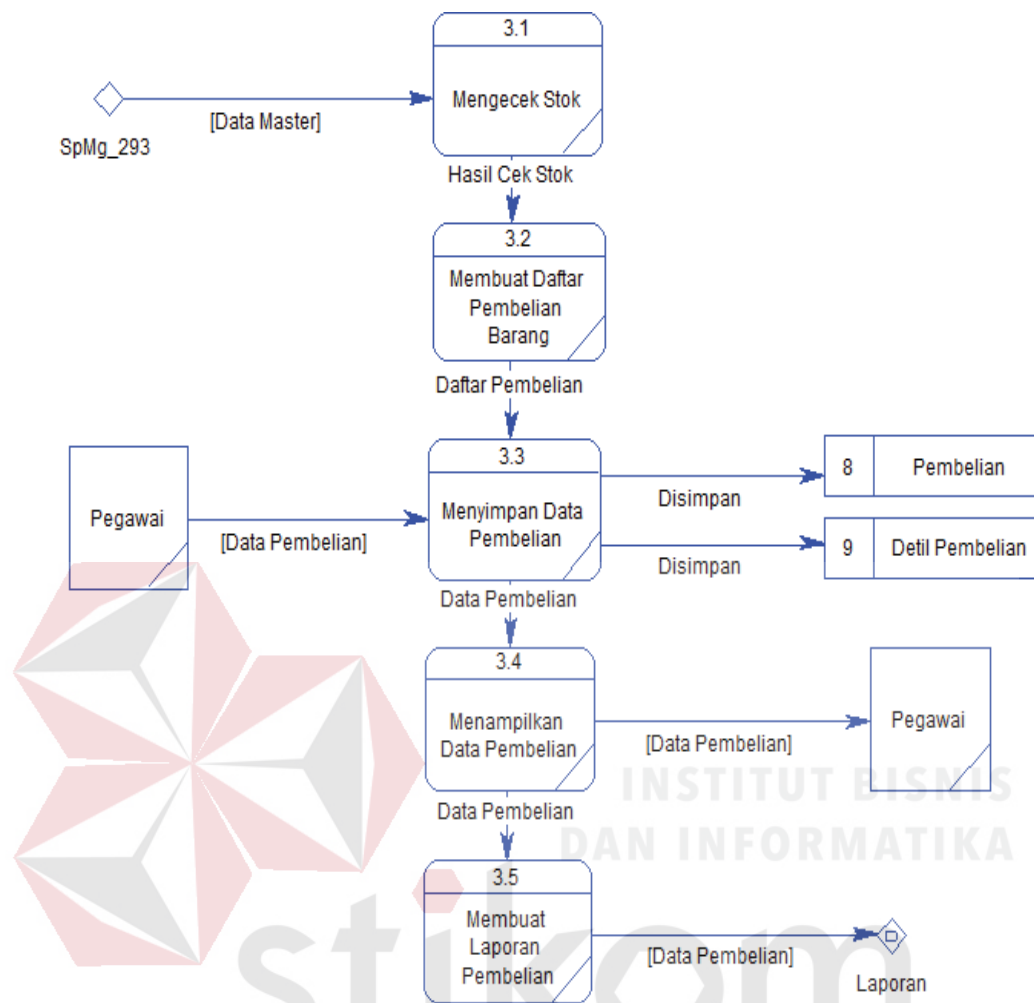 3.1
Mengecek Stok
[Data Master]
SpMg_293
Hasil Cek Stok
3.2
Membuat Daftar
Pembelian
Barang
Daftar Pembelian
3.3
Menyimpan Data
Pembelian
Pegawai
[Data Pembelian]
8 Pembelian
Disimpan
9 Detil Pembelian
Disimpan
Data Pembelian
3.4
Menampilkan
Data Pembelian
[Data Pembelian]
Pegawai
INSTITUT BISNIS
DAN INFORMATIKA
Data Pembelian
3.5
Membuat
Laporan
Pembelian
[Data Pembelian]
Laporan
stikom